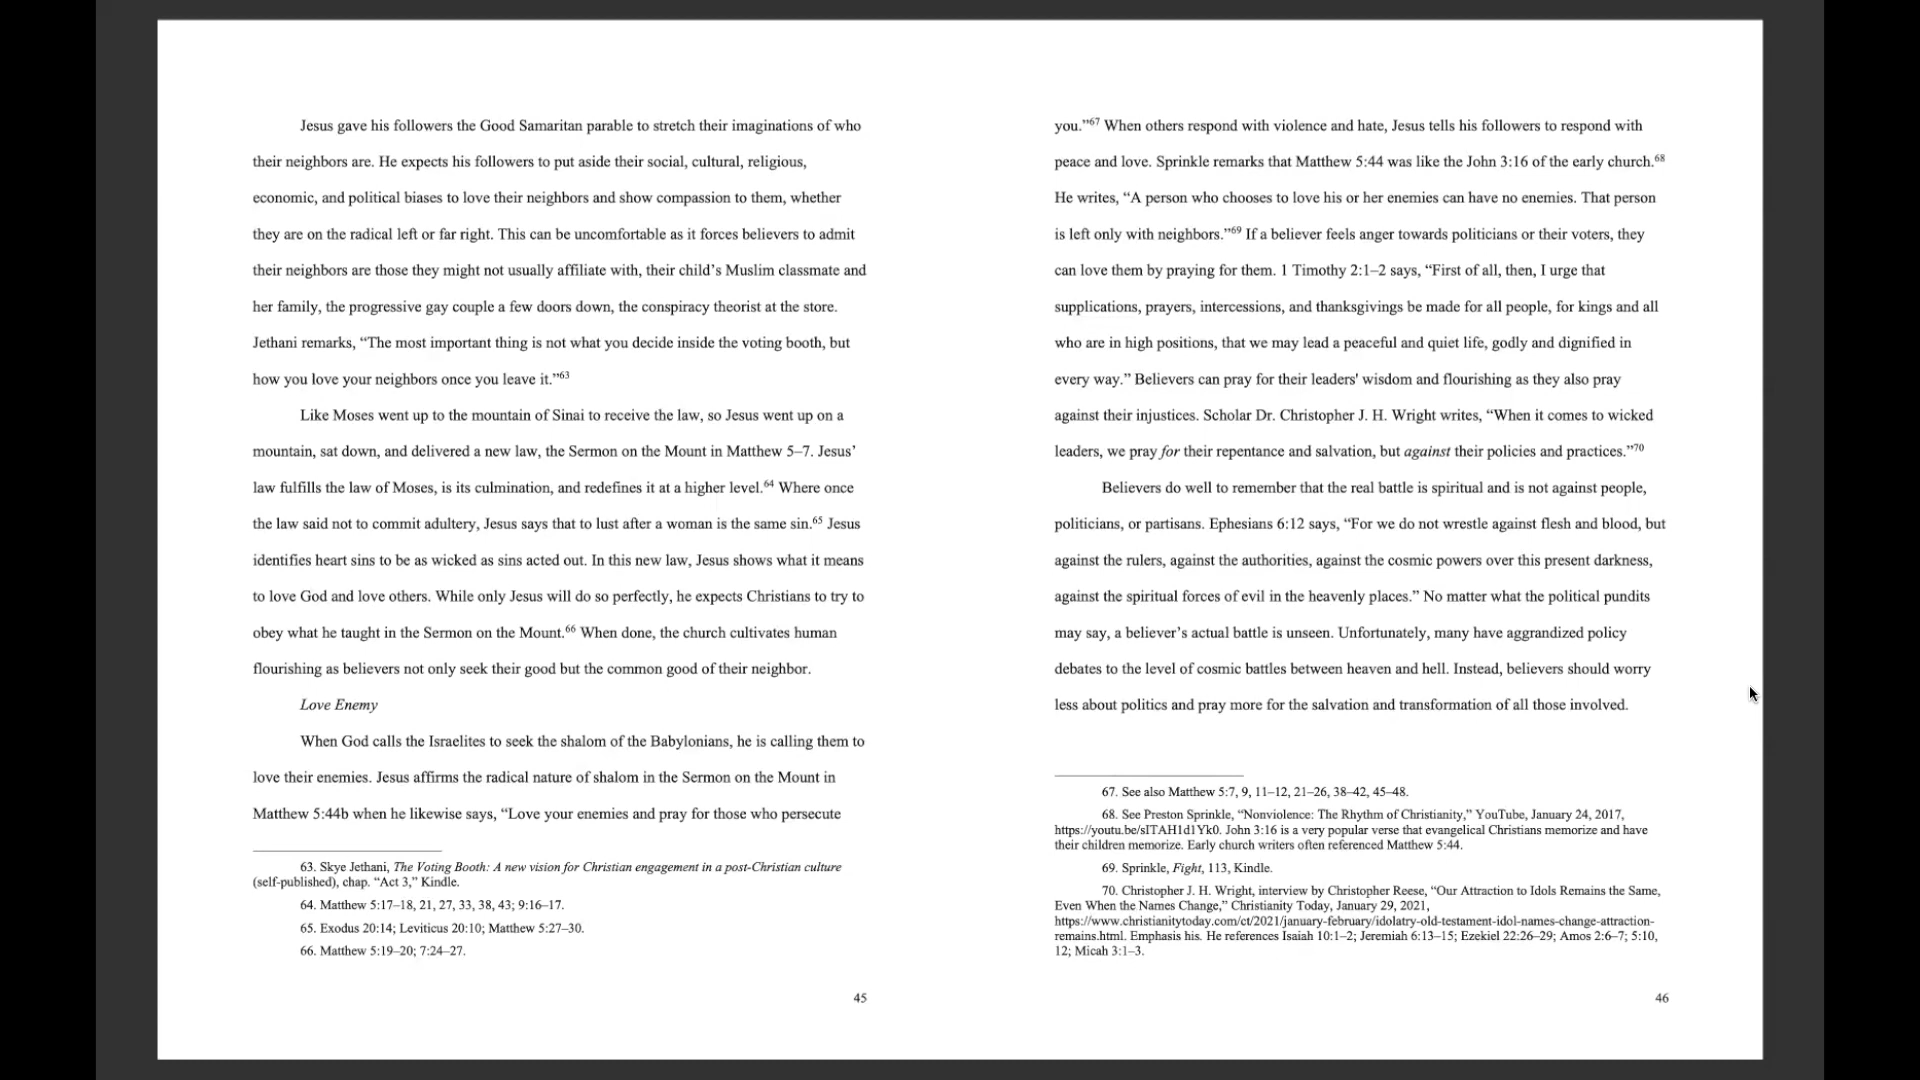 Jesus gave his followers the Good Samaritan parable to stretch their imaginations of who
their neighbors are. He expects his followers to put aside their social, cultural, religious,
economic, and political biases to love their neighbors and show compassion to them, whether
they are on the radical left or far right. This can be uncomfortable as it forces believers to admit
their neighbors are those they might not usually affiliate with, their child’s Muslim classmate and
her family, the progressive gay couple a few doors down, the conspiracy theorist at the store.
Jethani remarks, “The most important thing is not what you decide inside the voting booth, but
how you love your neighbors once you leave it.”63
Like Moses went up to the mountain of Sinai to receive the law, so Jesus went up on a
mountain, sat down, and delivered a new law, the Sermon on the Mount in Matthew 5–7. Jesus’
law fulfills the law of Moses, is its culmination, and redefines it at a higher level.64 Where once
the law said not to commit adultery, Jesus says that to lust after a woman is the same sin.65 Jesus
identifies heart sins to be as wicked as sins acted out. In this new law, Jesus shows what it means
to love God and love others. While only Jesus will do so perfectly, he expects Christians to try to
obey what he taught in the Sermon on the Mount.66 When done, the church cultivates human
flourishing as believers not only seek their good but the common good of their neighbor.
Love Enemy
When God calls the Israelites to seek the shalom of the Babylonians, he is calling them to
love their enemies. Jesus affirms the radical nature of shalom in the Sermon on the Mount in
Matthew 5:44b when he likewise says, “Love your enemies and pray for those who persecute
63. Skye Jethani, The Voting Booth: A new vision for Christian engagement in a post-Christian culture
(self-published), chap. “Act 3,” Kindle.
64. Matthew 5:17–18, 21, 27, 33, 38, 43; 9:16–17.
65. Exodus 20:14; Leviticus 20:10; Matthew 5:27–30.
66. Matthew 5:19–20; 7:24–27.
45
you.”67 When others respond with violence and hate, Jesus tells his followers to respond with
peace and love. Sprinkle remarks that Matthew 5:44 was like the John 3:16 of the early church.68
He writes, “A person who chooses to love his or her enemies can have no enemies. That person
is left only with neighbors.”69 If a believer feels anger towards politicians or their voters, they
can love them by praying for them. 1 Timothy 2:1–2 says, “First of all, then, I urge that
supplications, prayers, intercessions, and thanksgivings be made for all people, for kings and all
who are in high positions, that we may lead a peaceful and quiet life, godly and dignified in
every way.” Believers can pray for their leaders' wisdom and flourishing as they also pray
against their injustices. Scholar Dr. Christopher J. H. Wright writes, “When it comes to wicked
leaders, we pray for their repentance and salvation, but against their policies and practices.”70
Believers do well to remember that the real battle is spiritual and is not against people,
politicians, or partisans. Ephesians 6:12 says, “For we do not wrestle against flesh and blood, but
against the rulers, against the authorities, against the cosmic powers over this present darkness,
against the spiritual forces of evil in the heavenly places.” No matter what the political pundits
may say, a believer’s actual battle is unseen. Unfortunately, many have aggrandized policy
debates to the level of cosmic battles between heaven and hell. Instead, believers should worry
less about politics and pray more for the salvation and transformation of all those involved.
67. See also Matthew 5:7, 9, 11–12, 21–26, 38–42, 45–48.
68. See Preston Sprinkle, “Nonviolence: The Rhythm of Christianity,” YouTube, January 24, 2017,
https://youtu.be/sITAH1d1Yk0. John 3:16 is a very popular verse that evangelical Christians memorize and have
their children memorize. Early church writers often referenced Matthew 5:44.
69. Sprinkle, Fight, 113, Kindle.
70. Christopher J. H. Wright, interview by Christopher Reese, “Our Attraction to Idols Remains the Same,
Even When the Names Change,” Christianity Today, January 29, 2021,
https://www.christianitytoday.com/ct/2021/january-february/idolatry-old-testament-idol-names-change-attraction-
remains.html. Emphasis his. He references Isaiah 10:1–2; Jeremiah 6:13–15; Ezekiel 22:26–29; Amos 2:6–7; 5:10,
12; Micah 3:1–3.
46